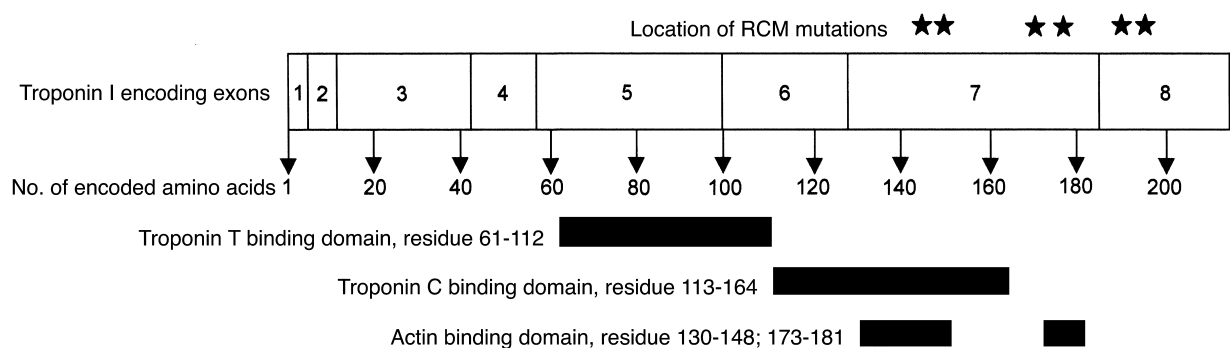 Location of RCM mutations
Troponin I encoding exons 1 2 3 4 5 6 7 8
No. of encoded amino acids 1 20 40 60 80 100 120 140 160 180 200
Troponin T binding domain, residue 61-112
Troponin C binding domain, residue 113-164
Actin binding domain, residue 130-148; 173-181